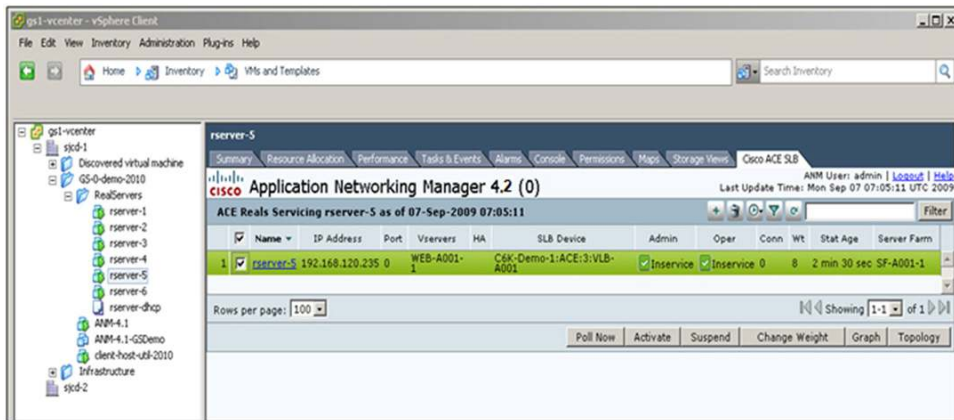 gs1-vcenter - vSphere Client
File Edit View Inventory Administration Plug-ins Help
Home Inventory VMs and Templates
Search Inventory
gs1-vcenter
sjcd-1
Discovered virtual machine
GS-0-demo-2010
RealServers
rserver-1
rserver-2
rserver-3
rserver-4
rserver-5
rserver-6
rserver-dhcp
ANM-4.1
ANM-4.1-GSDemo
client-host-util-2010
Infrastructure
sjcd-2
rserver-5
Summary Resource Allocation Performance Tasks & Events Alarms Console Permissions Maps Storage Views Cisco ACE SLB
CISCO Application Networking Manager 4.2 (0)
ANM User: admin | Logout | Help
Last Update Time: Mon Sep 07 07:05:11 UTC 2009
ACE Reals Servicing rserver-5 as of 07-Sep-2009 07:05:11
Filter
Name IP Address Port Vservers HA SLB Device Admin Oper Conn Wt Stat Age Server Farm
1 rserver-5 192.168.120.235 0 WEB-A001-1 C6K-Demo-1:ACE:3:VLB-A001 Inservice Inservice 0 8 2 min 30 sec SF-A001-1
Rows per page: 100
Showing 1-1 of 1
Poll Now Activate Suspend Change Weight Graph Topology